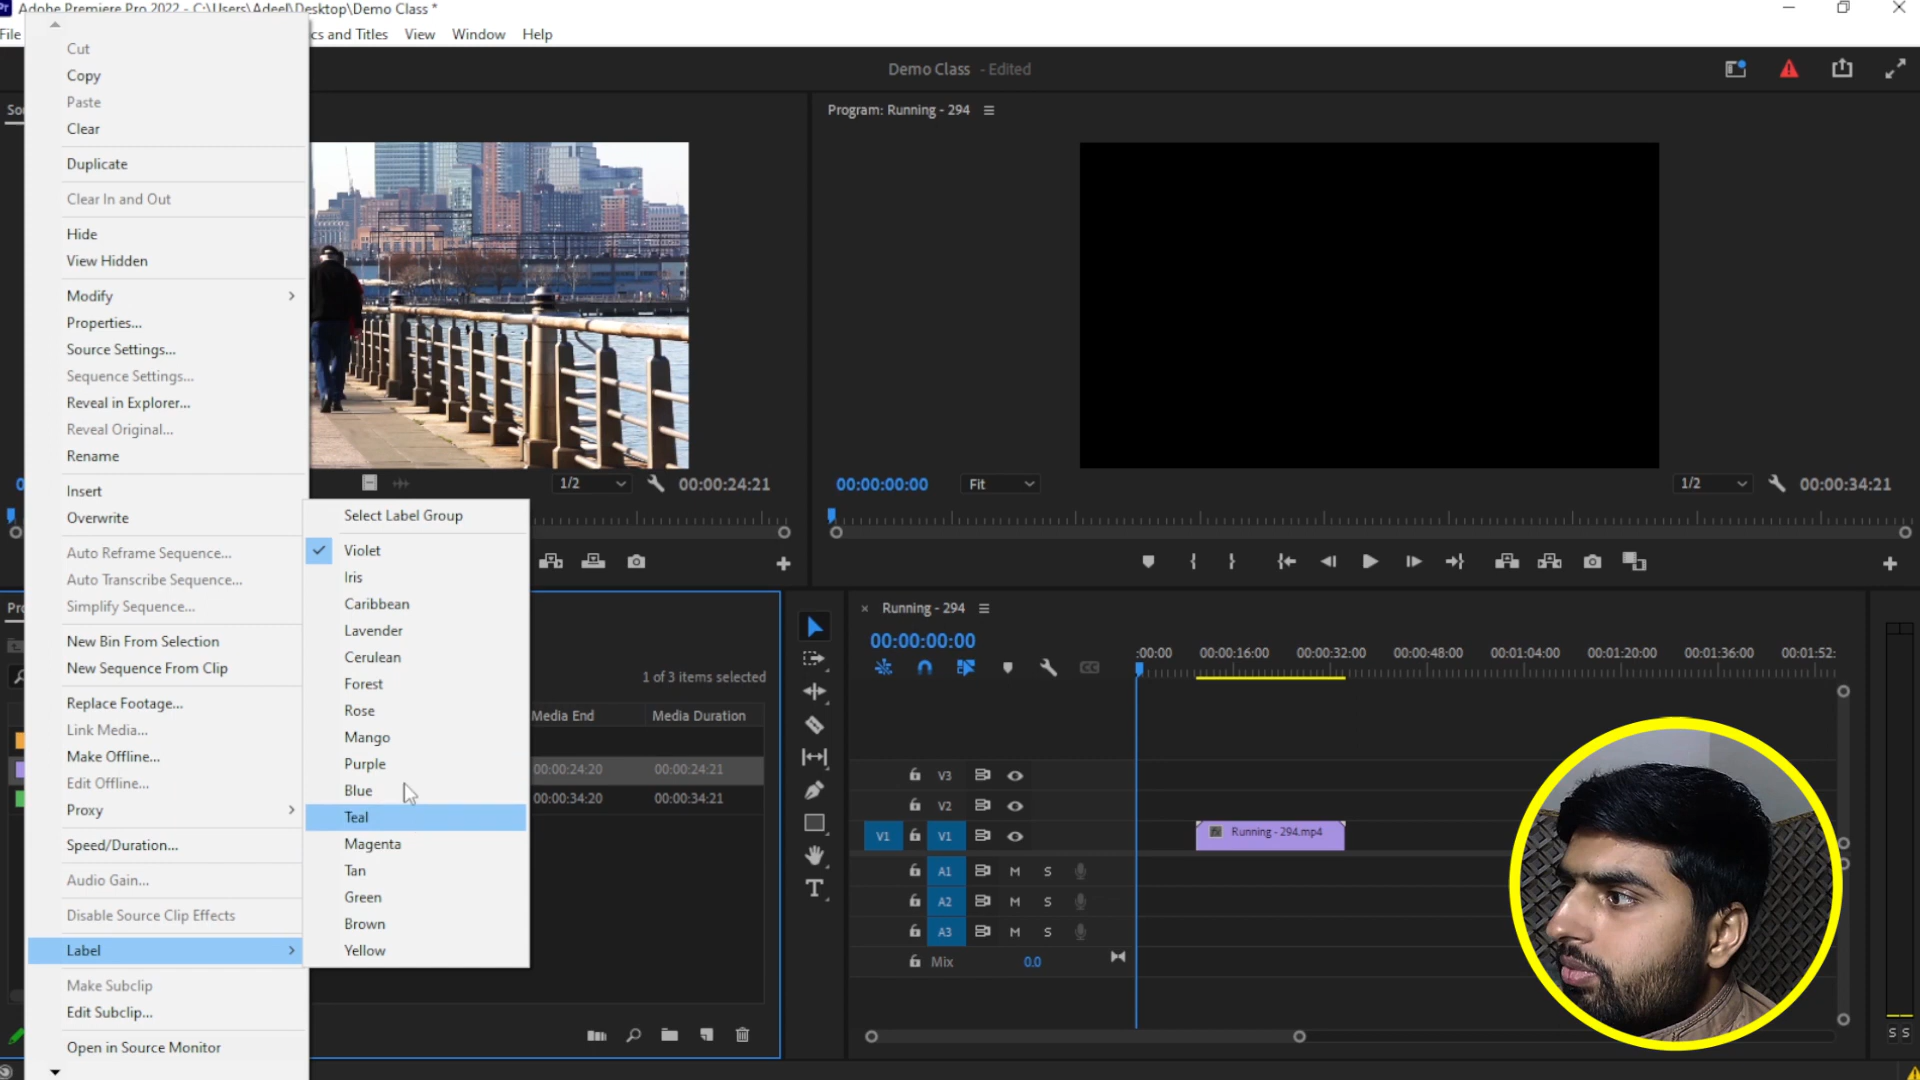 Adobe Premiere Pro 2022 - C:\Users\Adeel\Desktop\Demo Class *
File
cs and Titles View Window Help
Demo Class - Edited
Cut
Copy
Paste
Clear
Duplicate
Clear In and Out
Hide
View Hidden
Modify
Properties...
Source Settings...
Sequence Settings...
Reveal in Explorer...
Reveal Original...
Rename
Insert
Overwrite
Auto Reframe Sequence...
Auto Transcribe Sequence...
Simplify Sequence...
New Bin From Selection
New Sequence From Clip
Replace Footage...
Link Media...
Make Offline...
Edit Offline...
Proxy
Speed/Duration...
Audio Gain...
Disable Source Clip Effects
Label
Make Subclip
Edit Subclip...
Open in Source Monitor
Select Label Group
Violet
Iris
Caribbean
Lavender
Cerulean
Forest
Rose
Mango
Purple
Blue
Teal
Magenta
Tan
Green
Brown
Yellow
Program: Running - 294
1/2 00:00:24:21
00:00:00:00 Fit 1/2 00:00:34:21
1 of 3 items selected
Media End Media Duration
00:00:24:20 00:00:24:21
00:00:34:20 00:00:34:21
Running - 294
00:00:00:00
:00:00 00:00:16:00 00:00:32:00 00:00:48:00 00:01:04:00 00:01:20:00 00:01:36:00 00:01:52:
V3
V2
V1 V1 Running - 294.mp4
A1 M S
A2 M S
A3 M S
Mix 0.0
S S